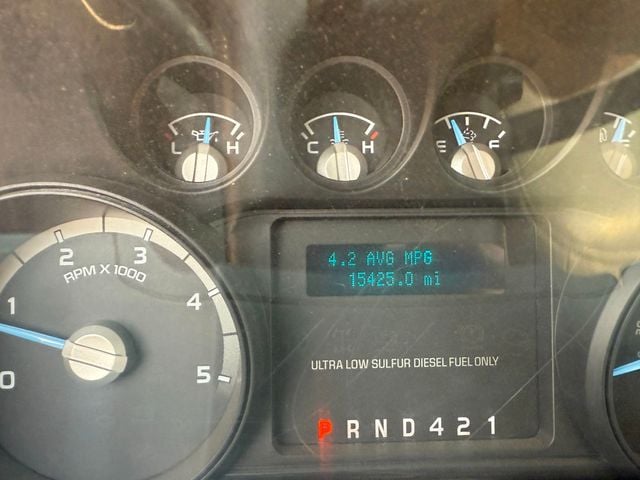 L H
C H
E F
4.2 AVG MPG
15425.0 mi
0 1 2 3 4 5
RPM X 1000
ULTRA LOW SULFUR DIESEL FUEL ONLY
P R N D 4 2 1